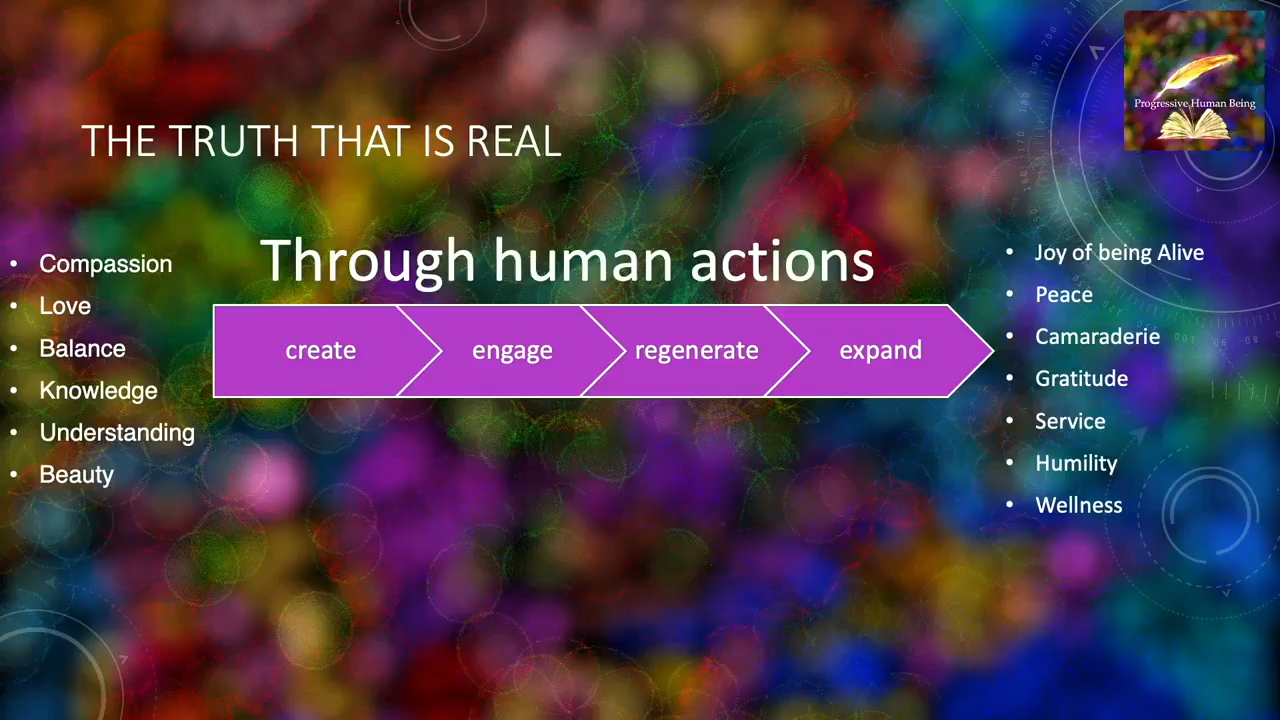 Progressive Human Being
THE TRUTH THAT IS REAL
Through human actions
• Compassion
• Love
• Balance
• Knowledge
• Understanding
• Beauty
create
engage
regenerate
expand
• Joy of being Alive
• Peace
• Camaraderie
• Gratitude
• Service
• Humility
• Wellness